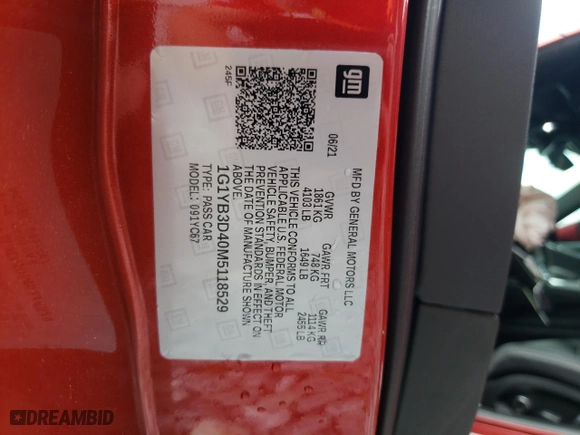 gm
MFD BY GENERAL MOTORS LLC
06/21
GVWR
1861 KG
4103 LB
GAWR FRT
748 KG
1649 LB
GAWR RR
1114 KG
2455 LB
THIS VEHICLE CONFORMS TO ALL
APPLICABLE U.S. FEDERAL MOTOR
VEHICLE SAFETY, BUMPER, AND THEFT
PREVENTION STANDARDS IN EFFECT ON
THE DATE OF MANUFACTURE SHOWN
ABOVE.
1G1YB3D40M5118529
TYPE: PASS CAR
MODEL: 091YC67
245F
DREAMBID